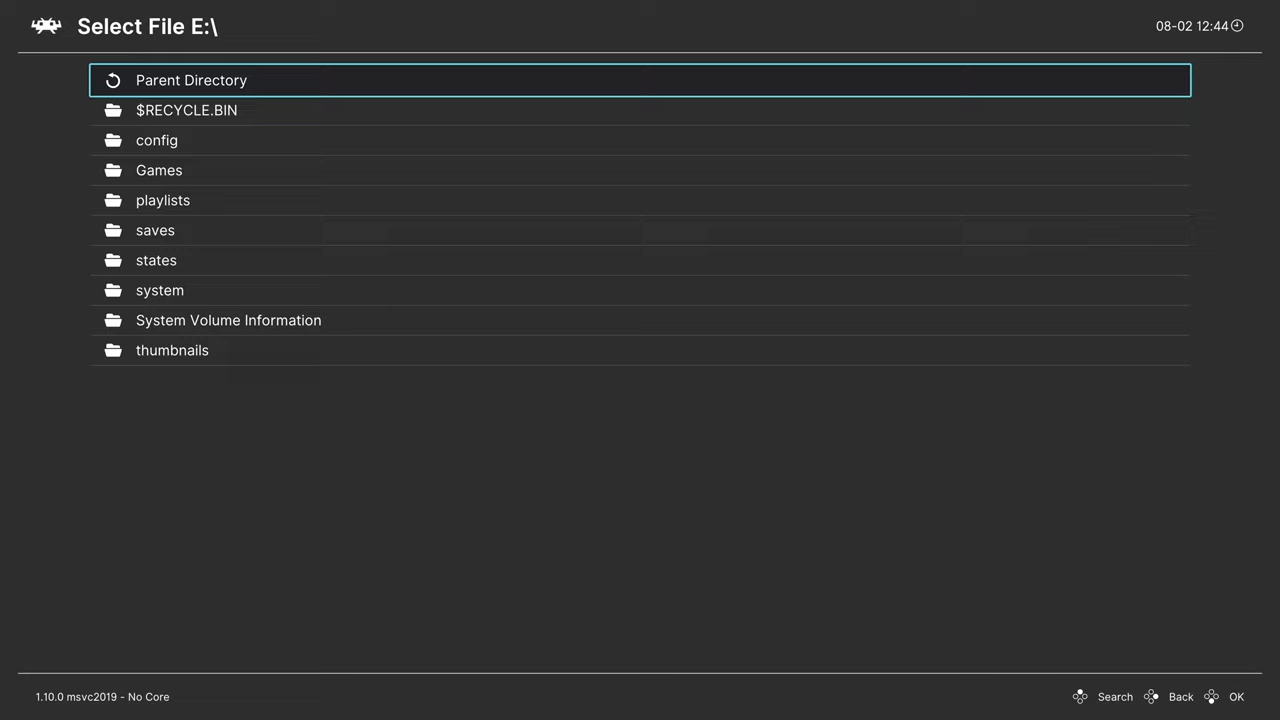 Select File E:\
08-02 12:44
Parent Directory
$RECYCLE.BIN
config
Games
playlists
saves
states
system
System Volume Information
thumbnails
1.10.0 msvc2019 - No Core
Search Back OK